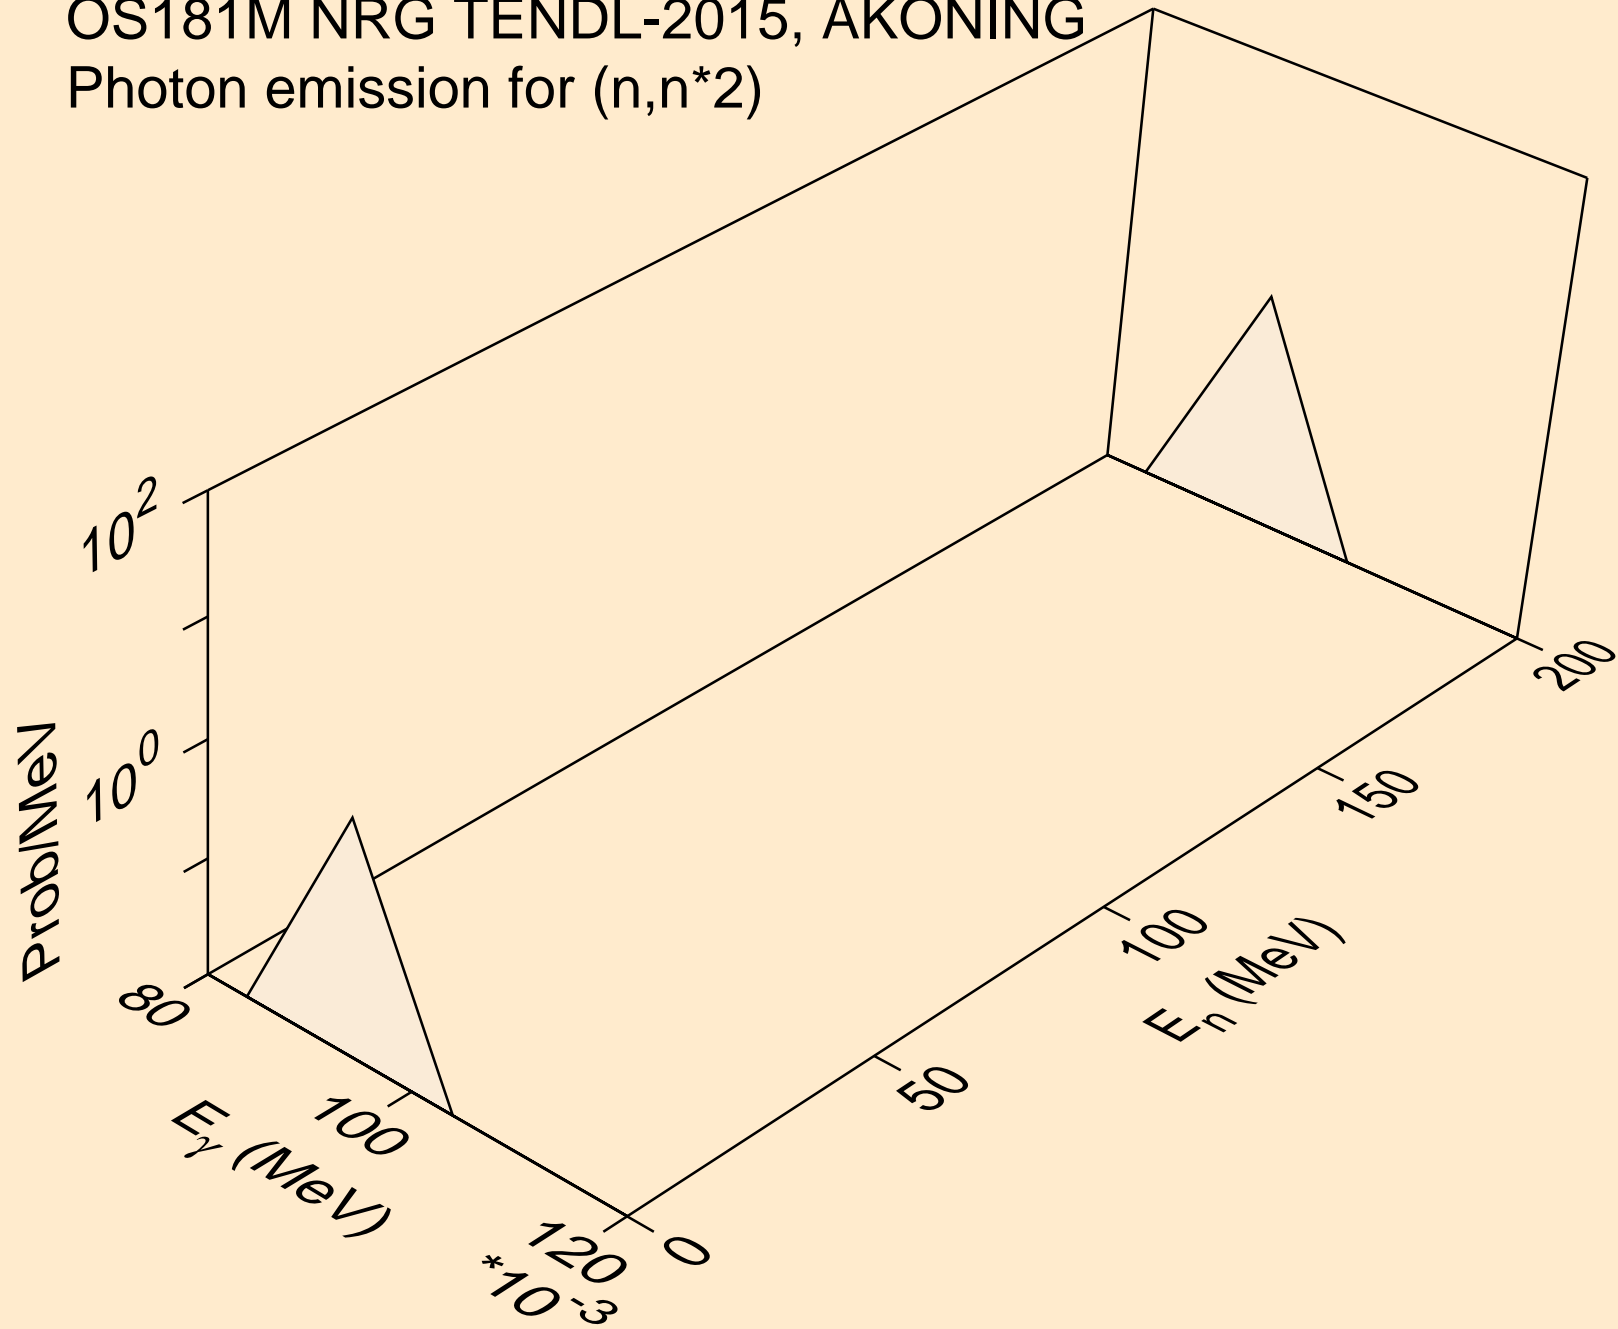 OS181M NRG TENDL-2015, AKONING
Photon emission for (n,n*2)
10^2
10^0
Prob/MeV
80
100
120
*10^-3
Eγ (MeV)
0
50
100
150
200
En (MeV)